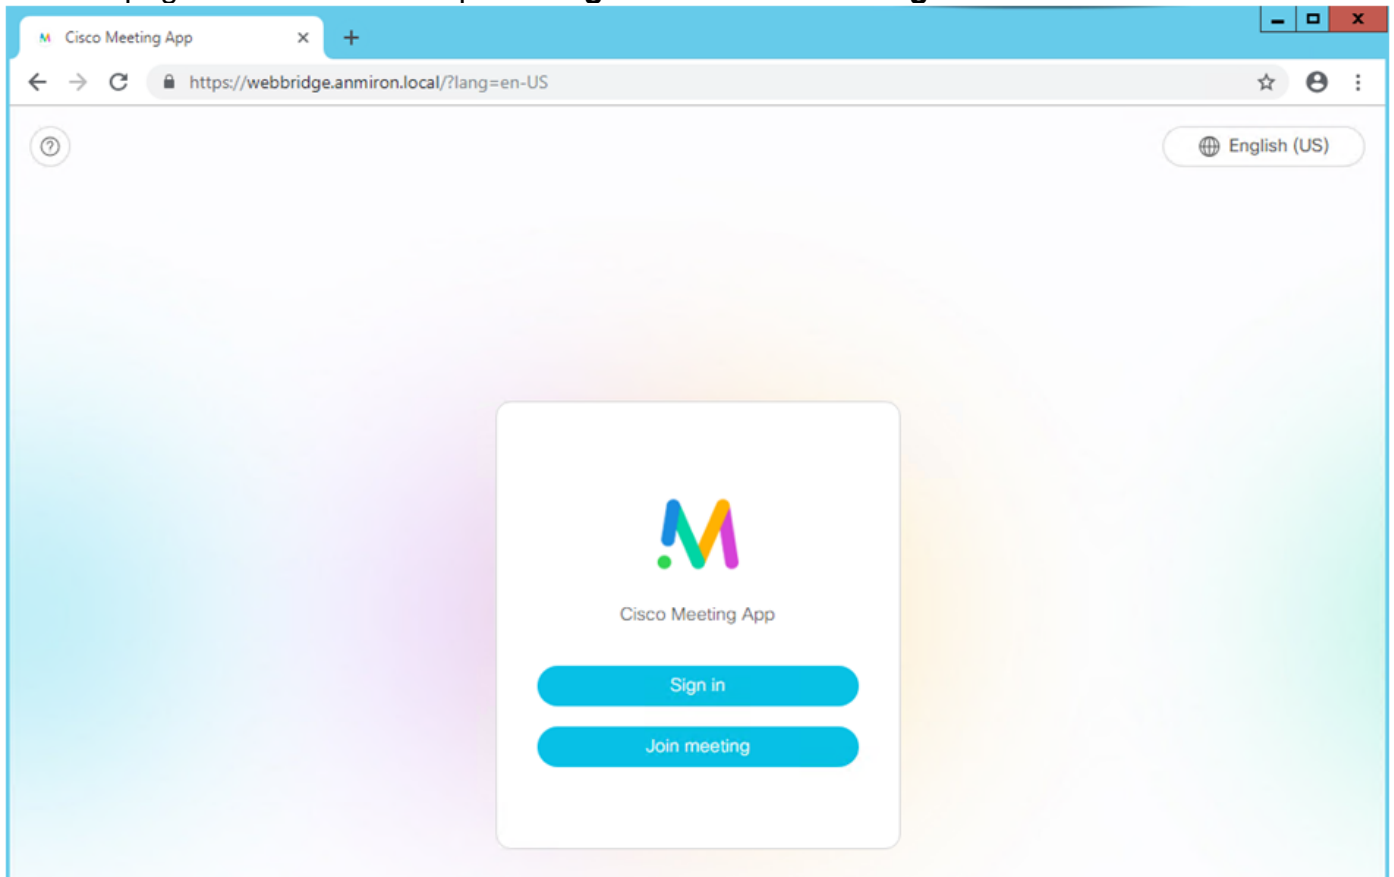 Cisco Meeting App
https://webbridge.anmiron.local/?lang=en-US
English (US)
Cisco Meeting App
Sign in
Join meeting